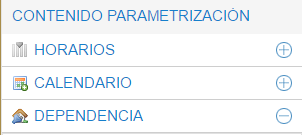 CONTENIDO PARAMETRIZACIÓN
HORARIOS
CALENDARIO
DEPENDENCIA